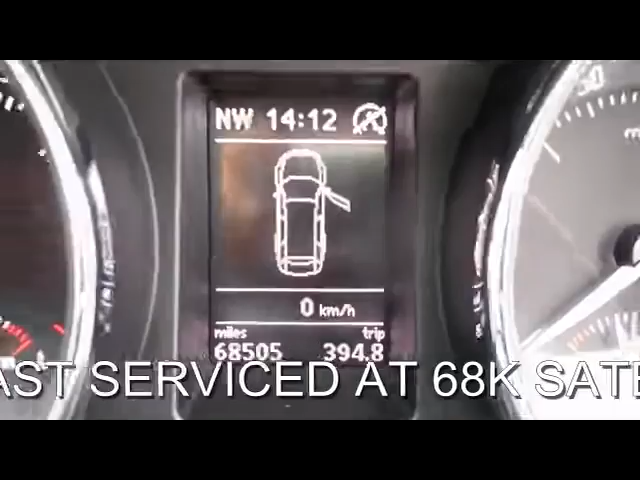 NW 14:12
0 km/h
miles trip
68505 394.8
AST SERVICED AT 68K SATE